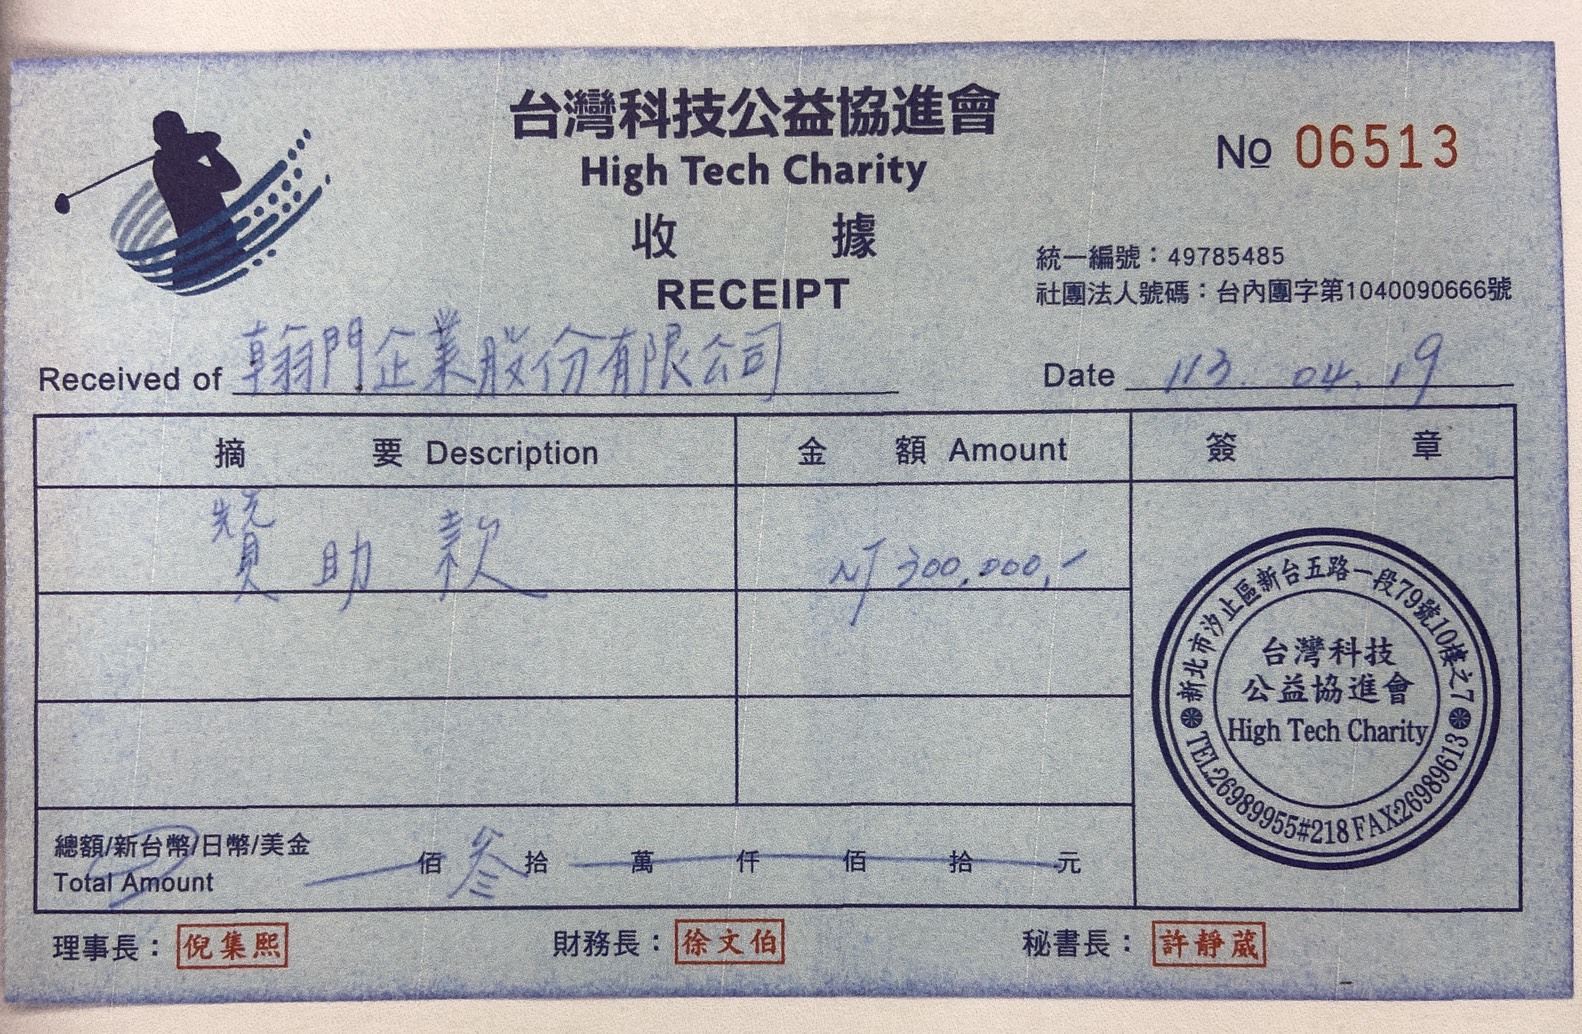 台灣科技公益協進會
High Tech Charity
收 據
RECEIPT
No 06513
統一編號：49785485
社團法人號碼：台內團字第1040090666號
Received of 翰門企業股份有限公司
Date 113. 04. 19
摘 要 Description 金 額 Amount 簽 章
贊助款 NT 300,000,-
新北市汐止區新台五路一段79號10樓之7
台灣科技
公益協進會
High Tech Charity
TEL:26989955#218 FAX:26989613
總額/新台幣/日幣/美金
Total Amount
佰 叁 拾 萬 仟 佰 拾 元
理事長：倪集熙 財務長：徐文伯 秘書長：許靜葳